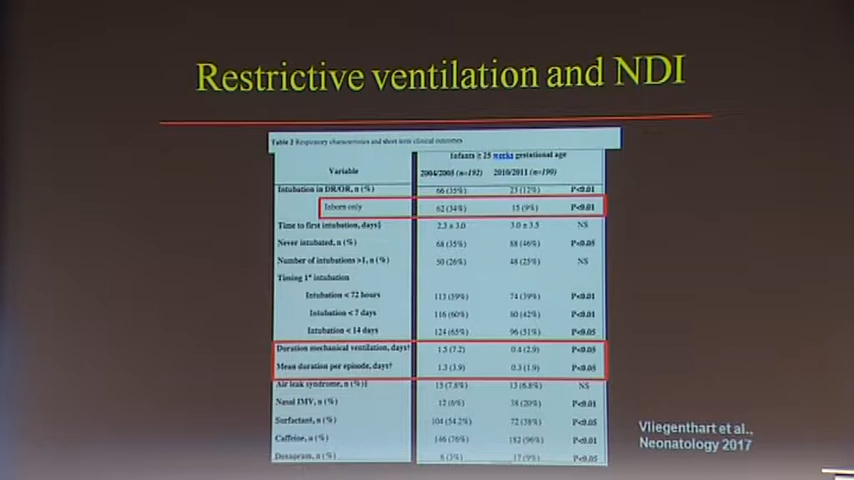 Restrictive ventilation and NDI
Table 2 Respiratory characteristics and short term clinical outcomes
Infants ≥ 25 weeks gestational age
Variable 2004/2005 (n=192) 2010/2011 (n=190)
Intubation in DR/OR, n (%) 66 (35%) 23 (12%) P<0.01
Inborn only 62 (34%) 15 (9%) P<0.01
Time to first intubation, days 2.3 ± 3.0 3.0 ± 3.5 NS
Never intubated, n (%) 68 (35%) 88 (46%) P<0.05
Number of intubations >1, n (%) 50 (26%) 48 (25%) NS
Timing 1st intubation
Intubation < 72 hours 113 (59%) 74 (39%) P<0.01
Intubation < 7 days 116 (60%) 80 (42%) P<0.01
Intubation < 14 days 124 (65%) 96 (51%) P<0.05
Duration mechanical ventilation, days† 1.5 (7.2) 0.4 (2.9) P<0.05
Mean duration per episode, days† 1.3 (3.9) 0.3 (1.9) P<0.05
Air leak syndrome, n (%) 15 (7.8%) 13 (6.8%) NS
Nasal IMV, n (%) 12 (6%) 38 (20%) P<0.01
Surfactant, n (%) 104 (54.2%) 72 (38%) P<0.05
Caffeine, n (%) 146 (76%) 182 (96%) P<0.01
Doxapram, n (%) 6 (3%) 17 (9%) P<0.05
Vliegenthart et al.,
Neonatology 2017